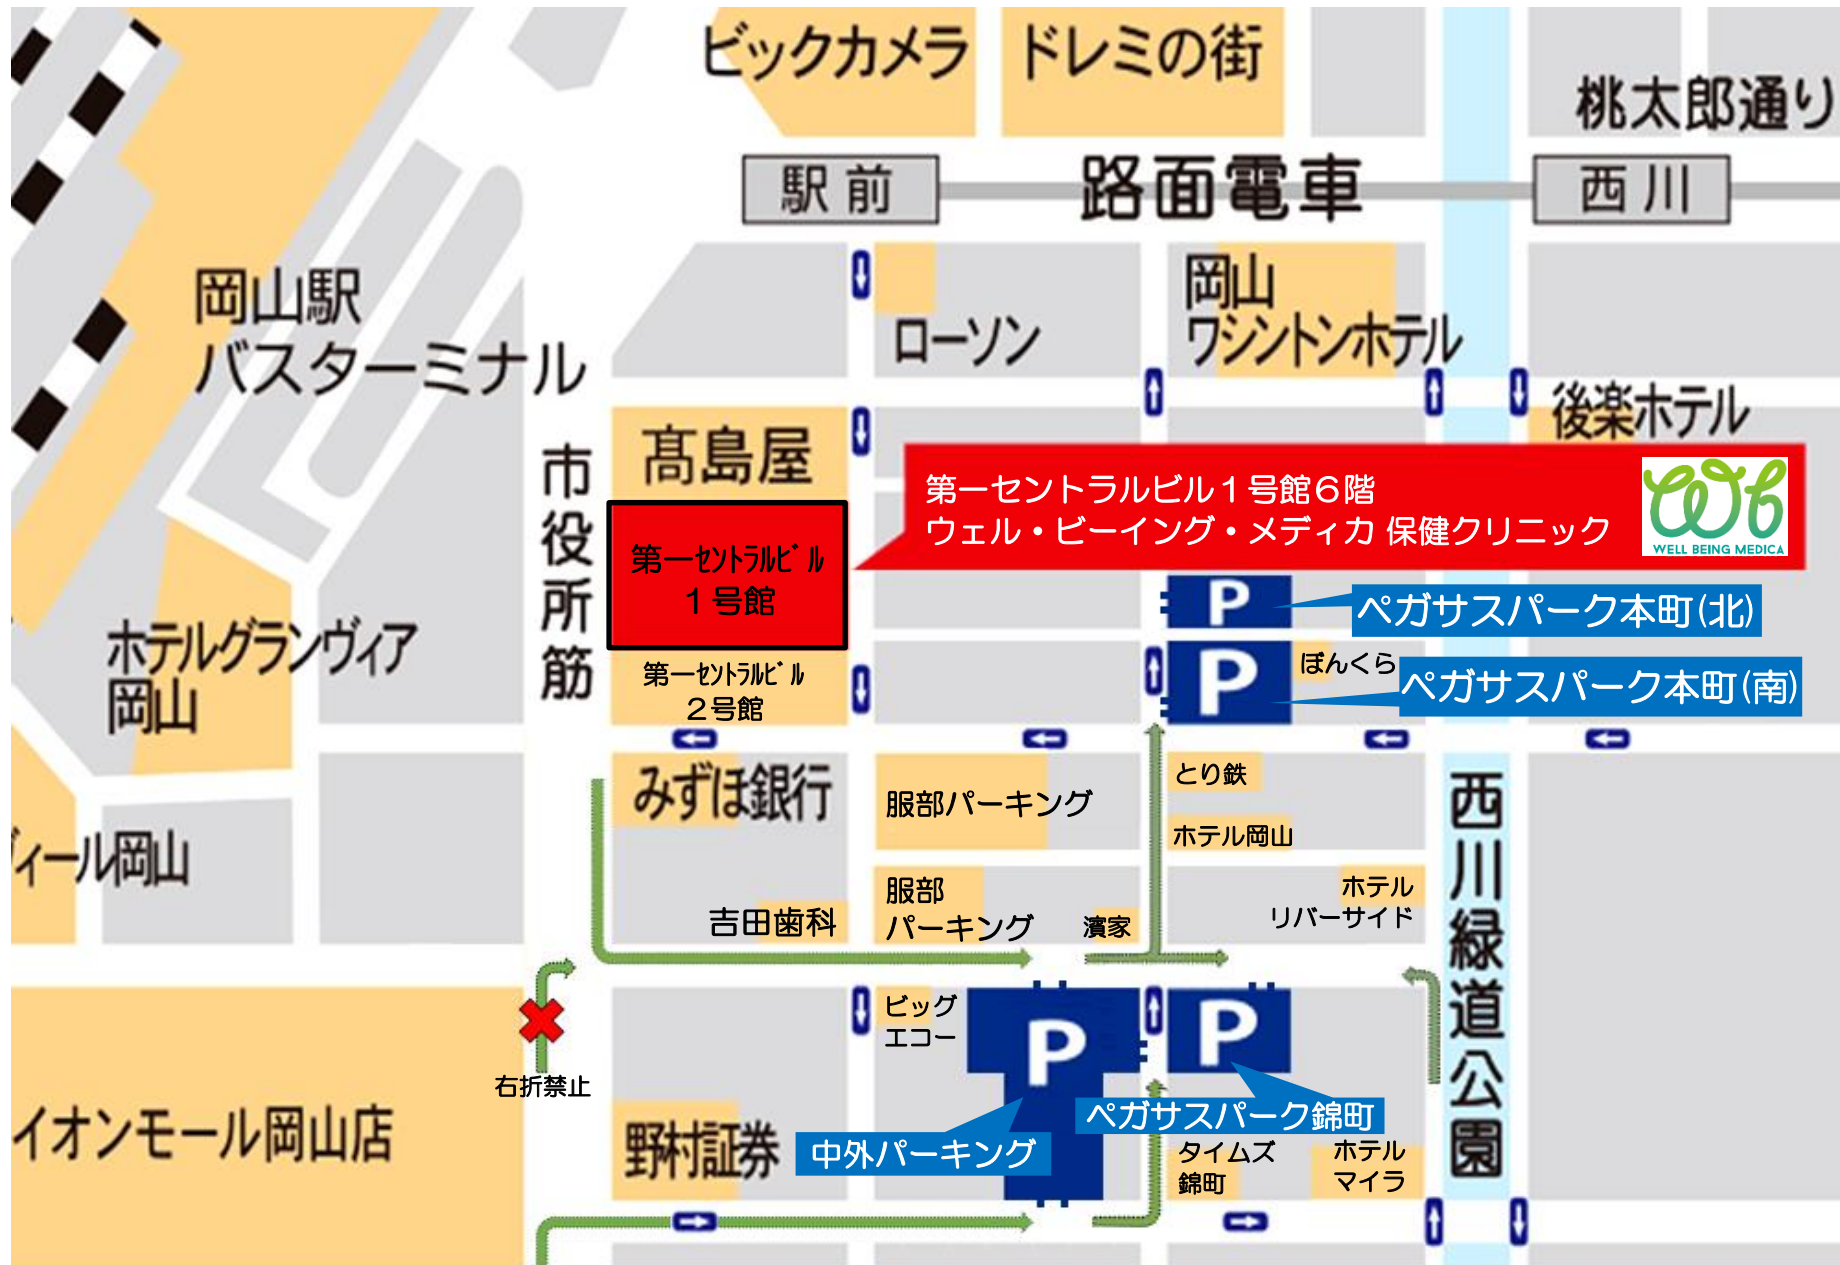 ビックカメラ
ドレミの街
桃太郎通り
駅前
路面電車
西川
岡山駅
バスターミナル
ローソン
岡山
ワシントンホテル
後楽ホテル
市役所筋
髙島屋
第一セントラルビル１号館６階
ウェル・ビーイング・メディカ 保健クリニック
Wb
WELL BEING MEDICA
第一セントラルビル
１号館
P
ペガサスパーク本町(北)
ホテルグランヴィア
岡山
第一セントラルビル
２号館
P
ぼんくら
ペガサスパーク本町(南)
みずほ銀行
服部パーキング
とり鉄
ホテル岡山
西川緑道公園
ィール岡山
吉田歯科
服部
パーキング
濱家
ホテル
リバーサイド
ビッグ
エコー
P
P
右折禁止
イオンモール岡山店
野村証券
中外パーキング
ペガサスパーク錦町
タイムズ
錦町
ホテル
マイラ